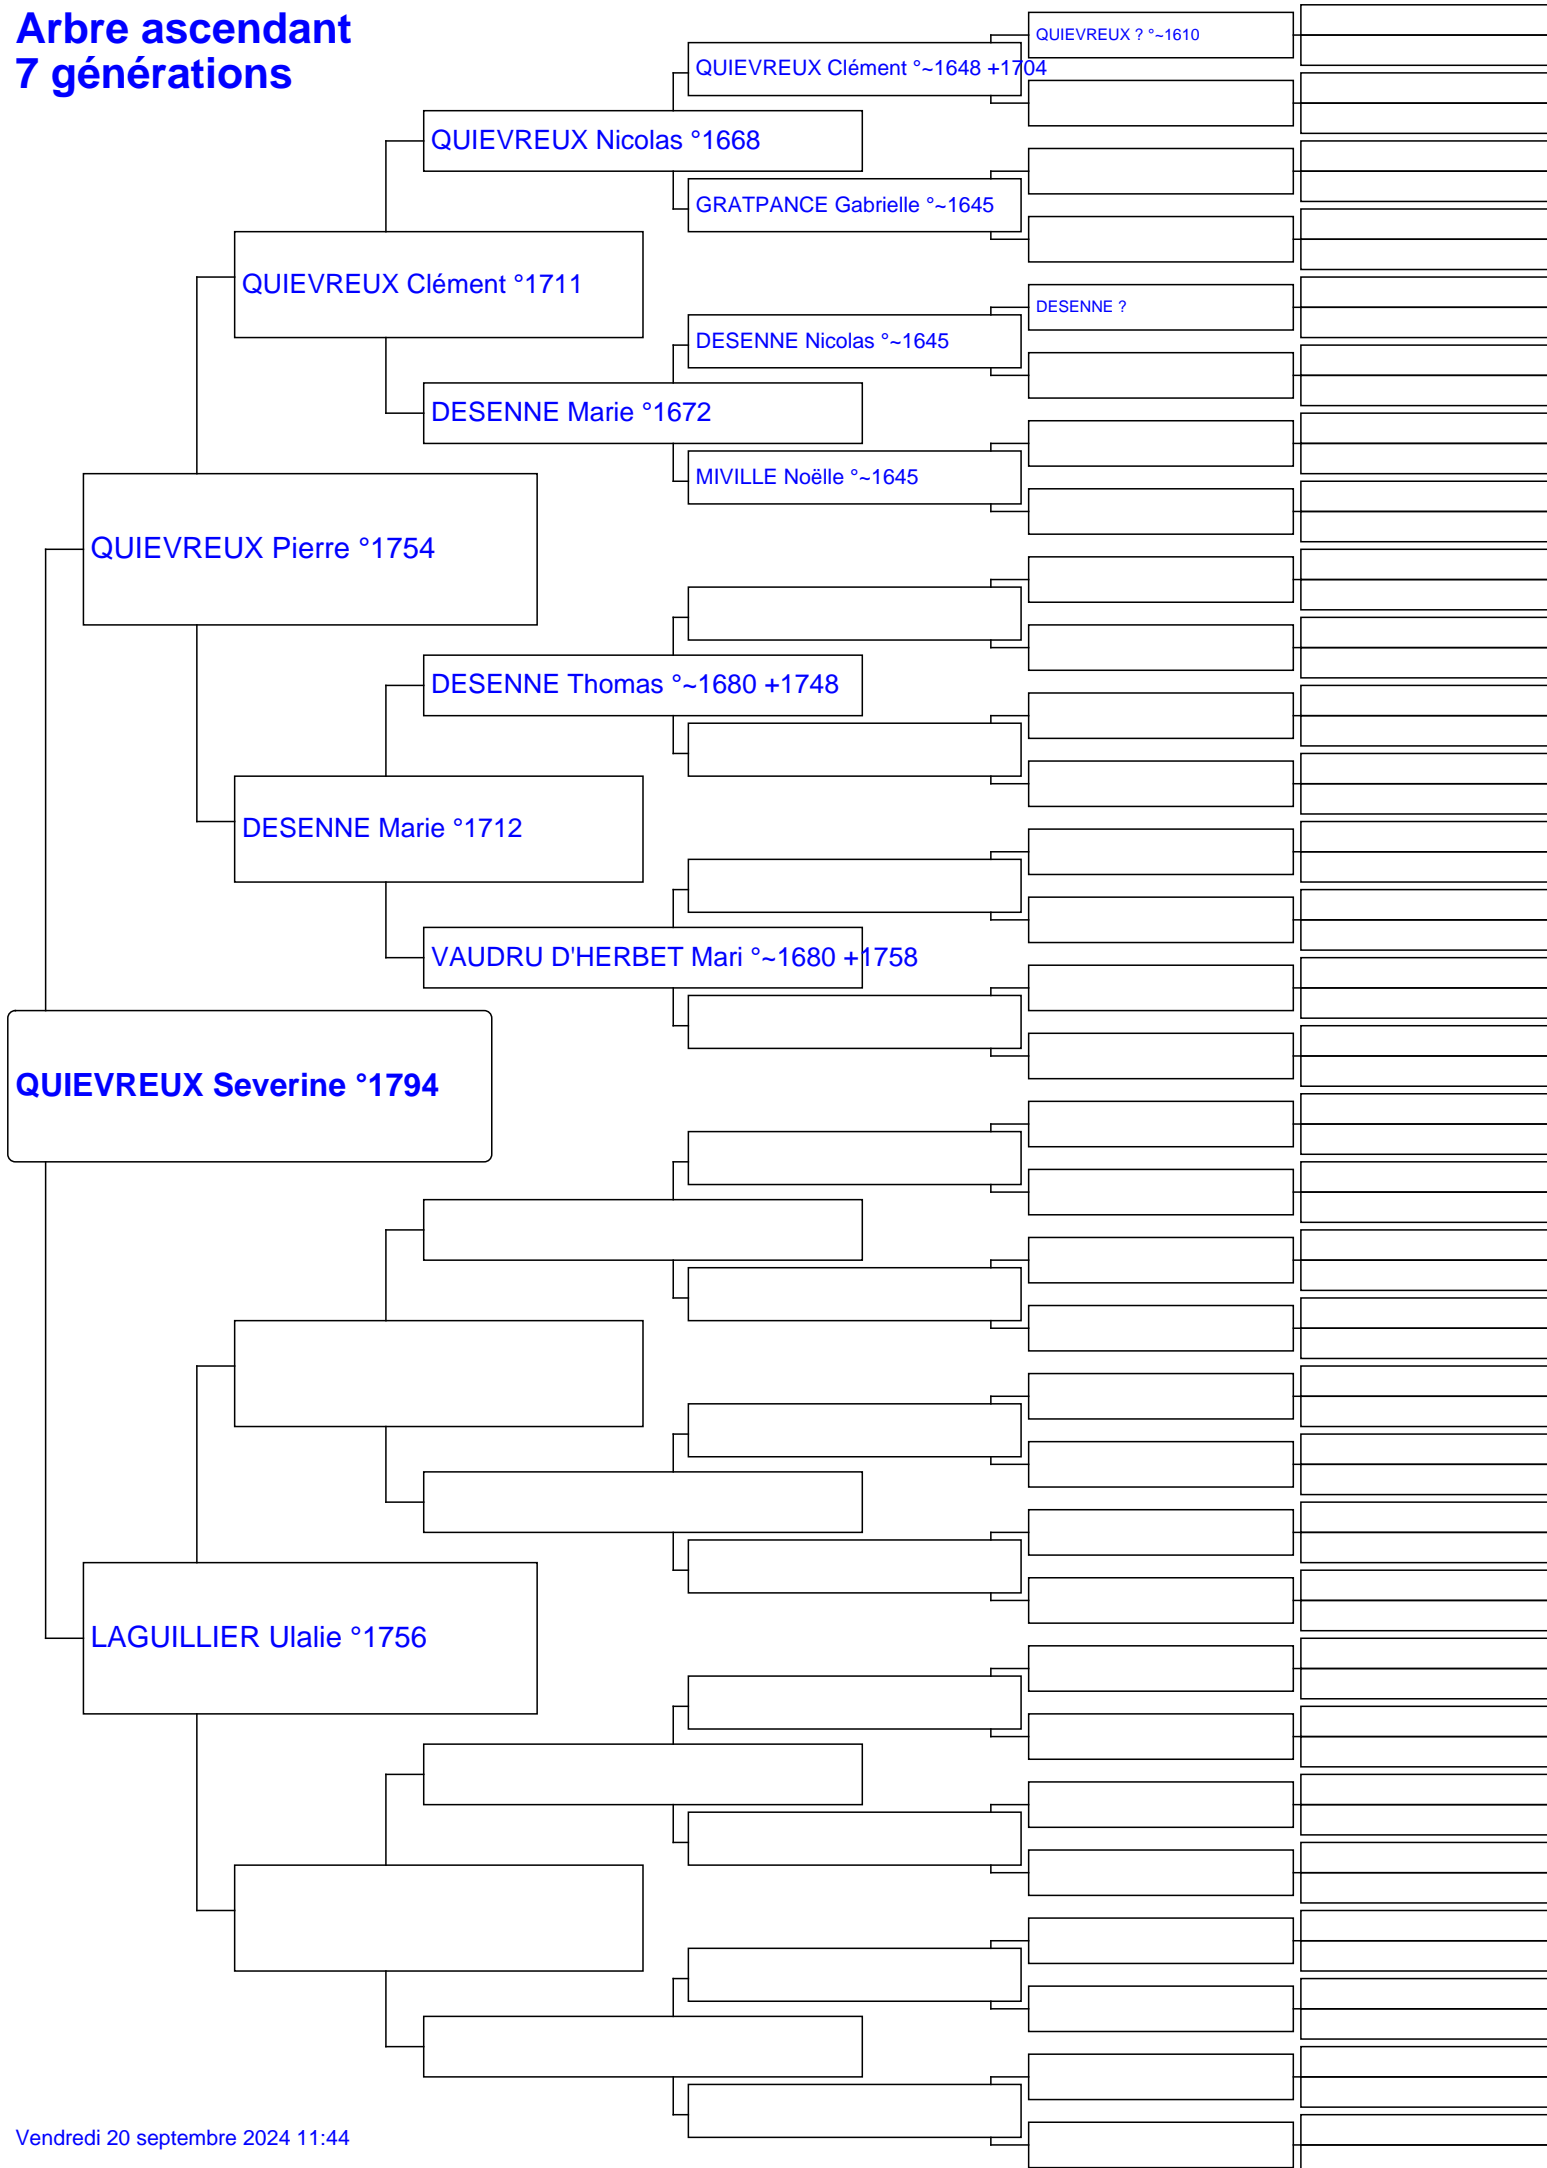 Arbre ascendant
7 générations
QUIEVREUX ? °~1610
QUIEVREUX Clément °~1648 +1704
QUIEVREUX Nicolas °1668
GRATPANCE Gabrielle °~1645
QUIEVREUX Clément °1711
DESENNE ?
DESENNE Nicolas °~1645
DESENNE Marie °1672
MIVILLE Noëlle °~1645
QUIEVREUX Pierre °1754
DESENNE Thomas °~1680 +1748
DESENNE Marie °1712
VAUDRU D'HERBET Mari °~1680 +1758
QUIEVREUX Severine °1794
LAGUILLIER Ulalie °1756
Vendredi 20 septembre 2024 11:44